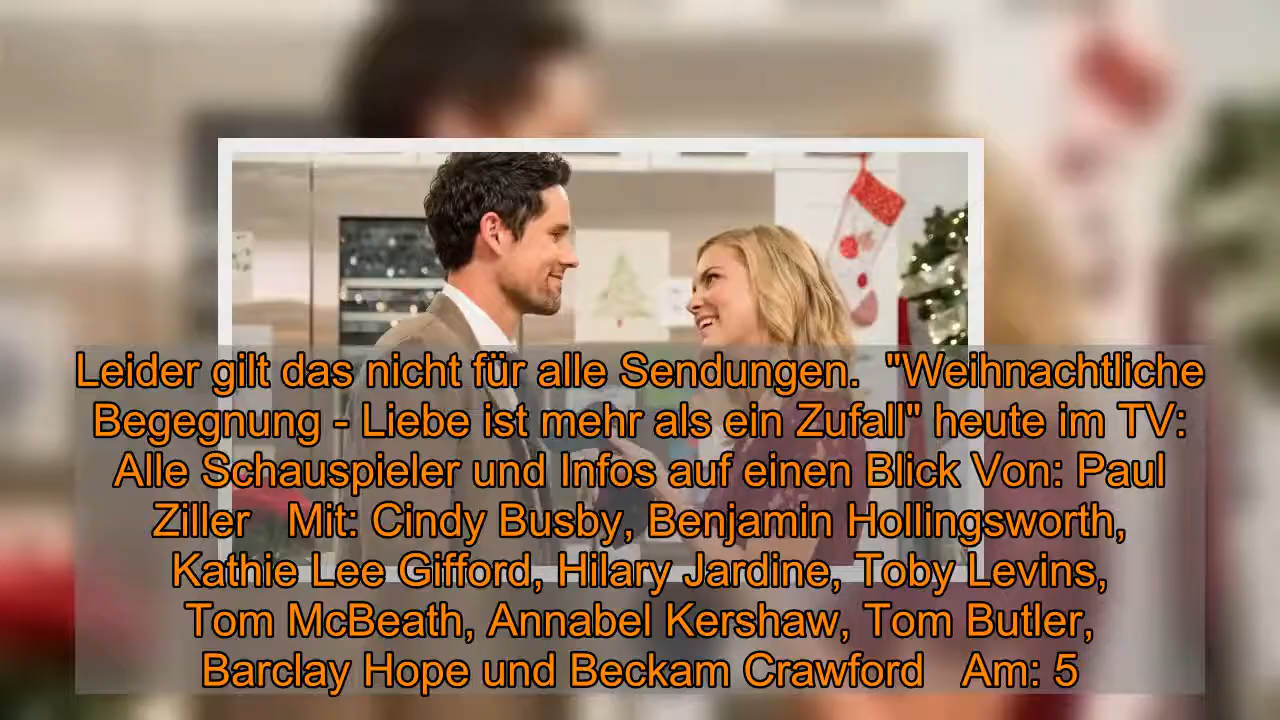 Leider gilt das nicht für alle Sendungen.  "Weihnachtliche
Begegnung - Liebe ist mehr als ein Zufall" heute im TV:
Alle Schauspieler und Infos auf einen Blick Von: Paul
Ziller   Mit: Cindy Busby, Benjamin Hollingsworth,
Kathie Lee Gifford, Hilary Jardine, Toby Levins,
Tom McBeath, Annabel Kershaw, Tom Butler,
Barclay Hope und Beckam Crawford   Am: 5